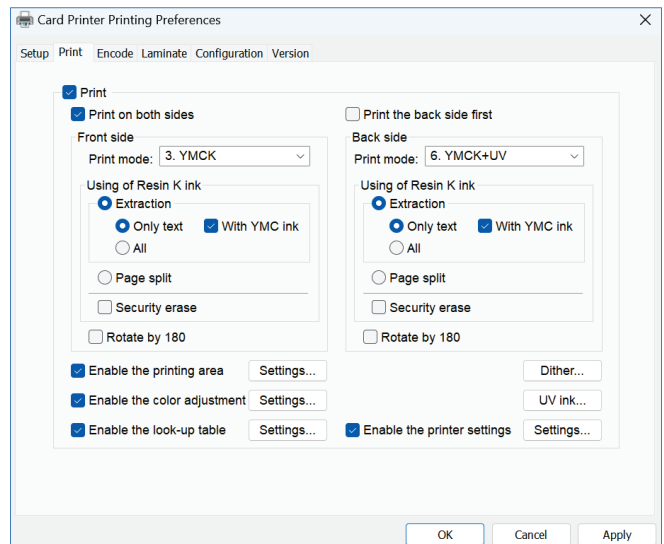 Card Printer Printing Preferences
Setup Print Encode Laminate Configuration Version
Print
Print on both sides
Print the back side first
Front side
Print mode: 3. YMCK
Using of Resin K ink
Extraction
Only text With YMC ink
All
Page split
Security erase
Rotate by 180
Back side
Print mode: 6. YMCK+UV
Using of Resin K ink
Extraction
Only text With YMC ink
All
Page split
Security erase
Rotate by 180
Enable the printing area Settings...
Dither...
Enable the color adjustment Settings...
UV ink...
Enable the look-up table Settings...
Enable the printer settings Settings...
OK Cancel Apply